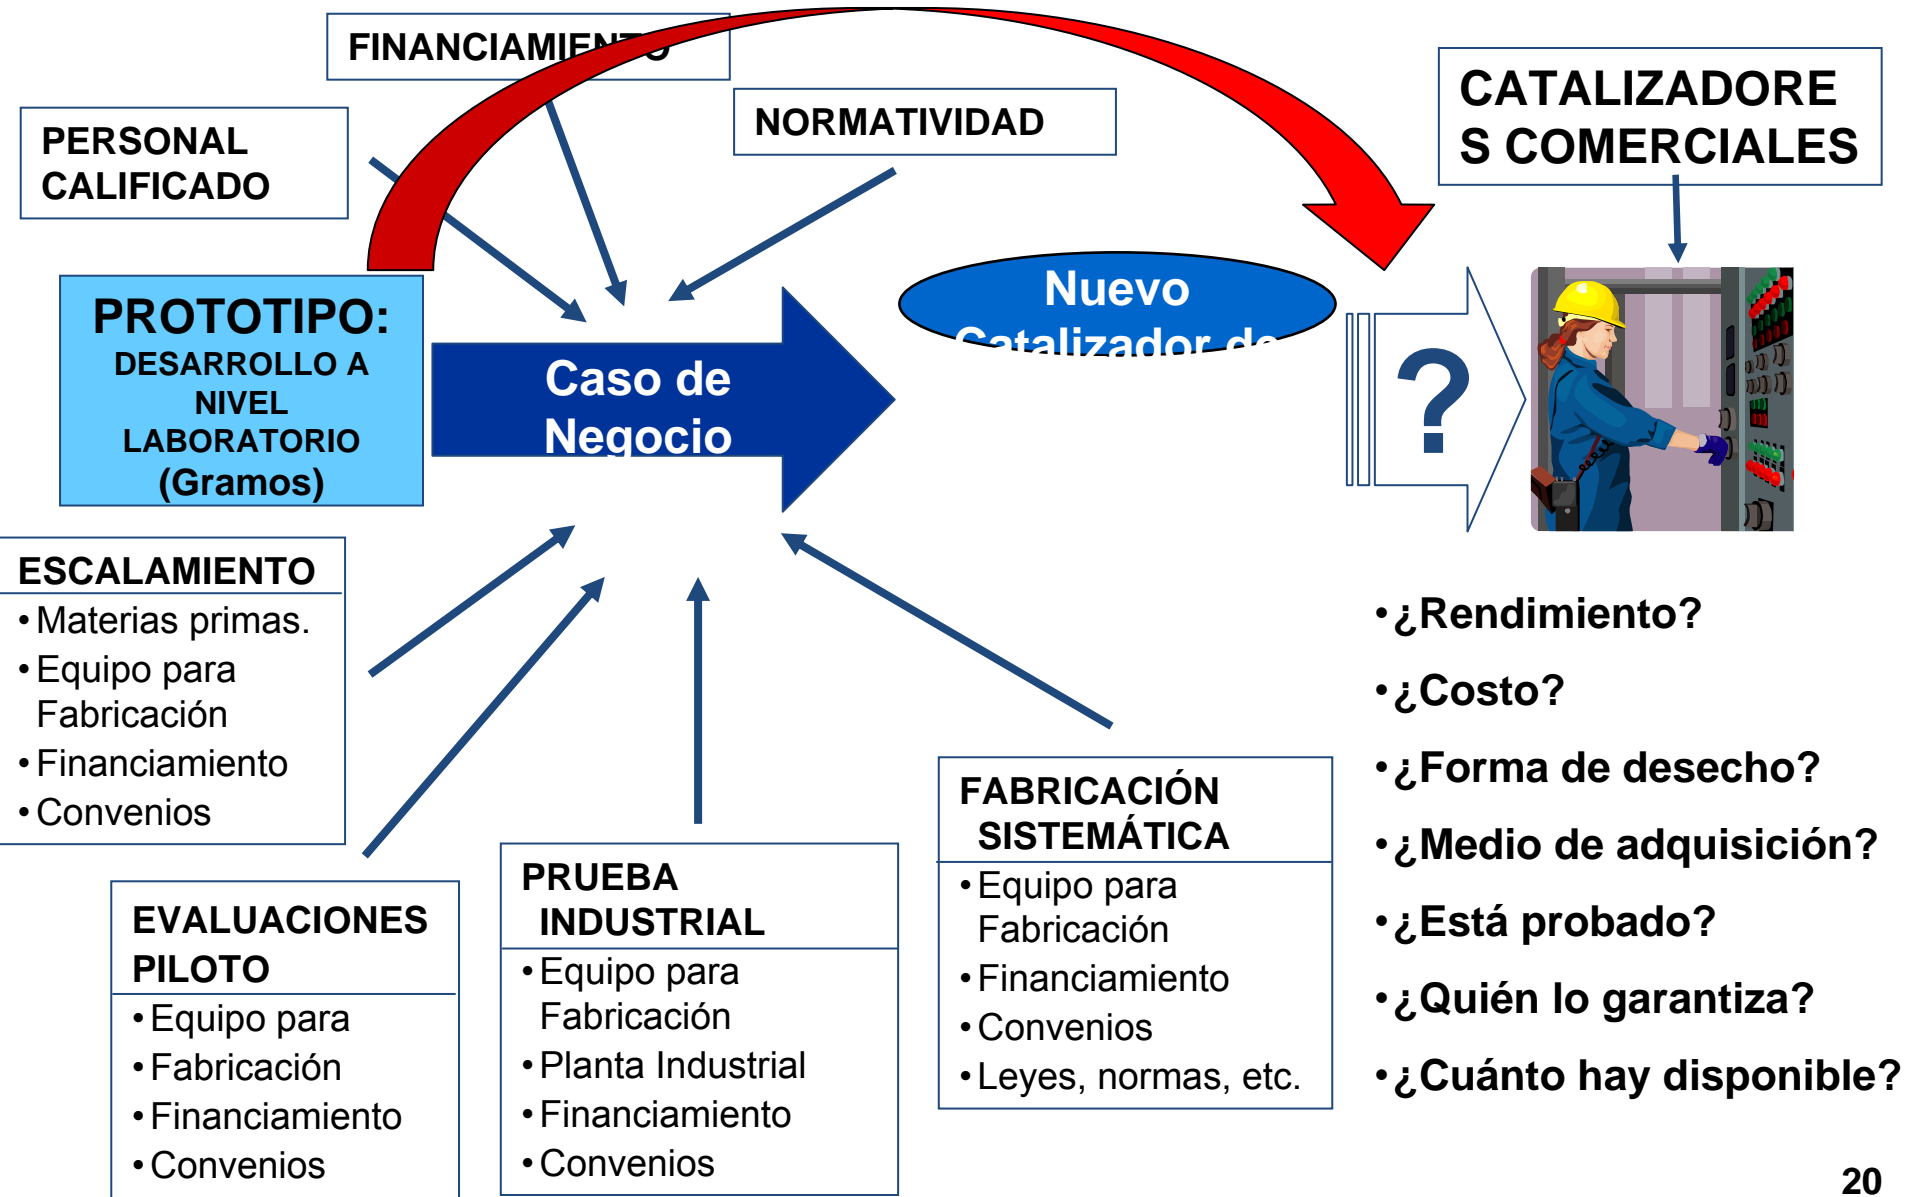 FINANCIAMIENTO
NORMATIVIDAD
PERSONAL
CALIFICADO
CATALIZADORE
S COMERCIALES
PROTOTIPO:
DESARROLLO A
NIVEL
LABORATORIO
(Gramos)
Caso de
Negocio
Nuevo
Catalizador de
?
ESCALAMIENTO
•Materias primas.
•Equipo para
Fabricación
•Financiamiento
•Convenios
EVALUACIONES
PILOTO
•Equipo para
•Fabricación
•Financiamiento
•Convenios
PRUEBA
INDUSTRIAL
•Equipo para
Fabricación
•Planta Industrial
•Financiamiento
•Convenios
FABRICACIÓN
SISTEMÁTICA
•Equipo para
Fabricación
•Financiamiento
•Convenios
•Leyes, normas, etc.
•¿Rendimiento?
•¿Costo?
•¿Forma de desecho?
•¿Medio de adquisición?
•¿Está probado?
•¿Quién lo garantiza?
•¿Cuánto hay disponible?
20